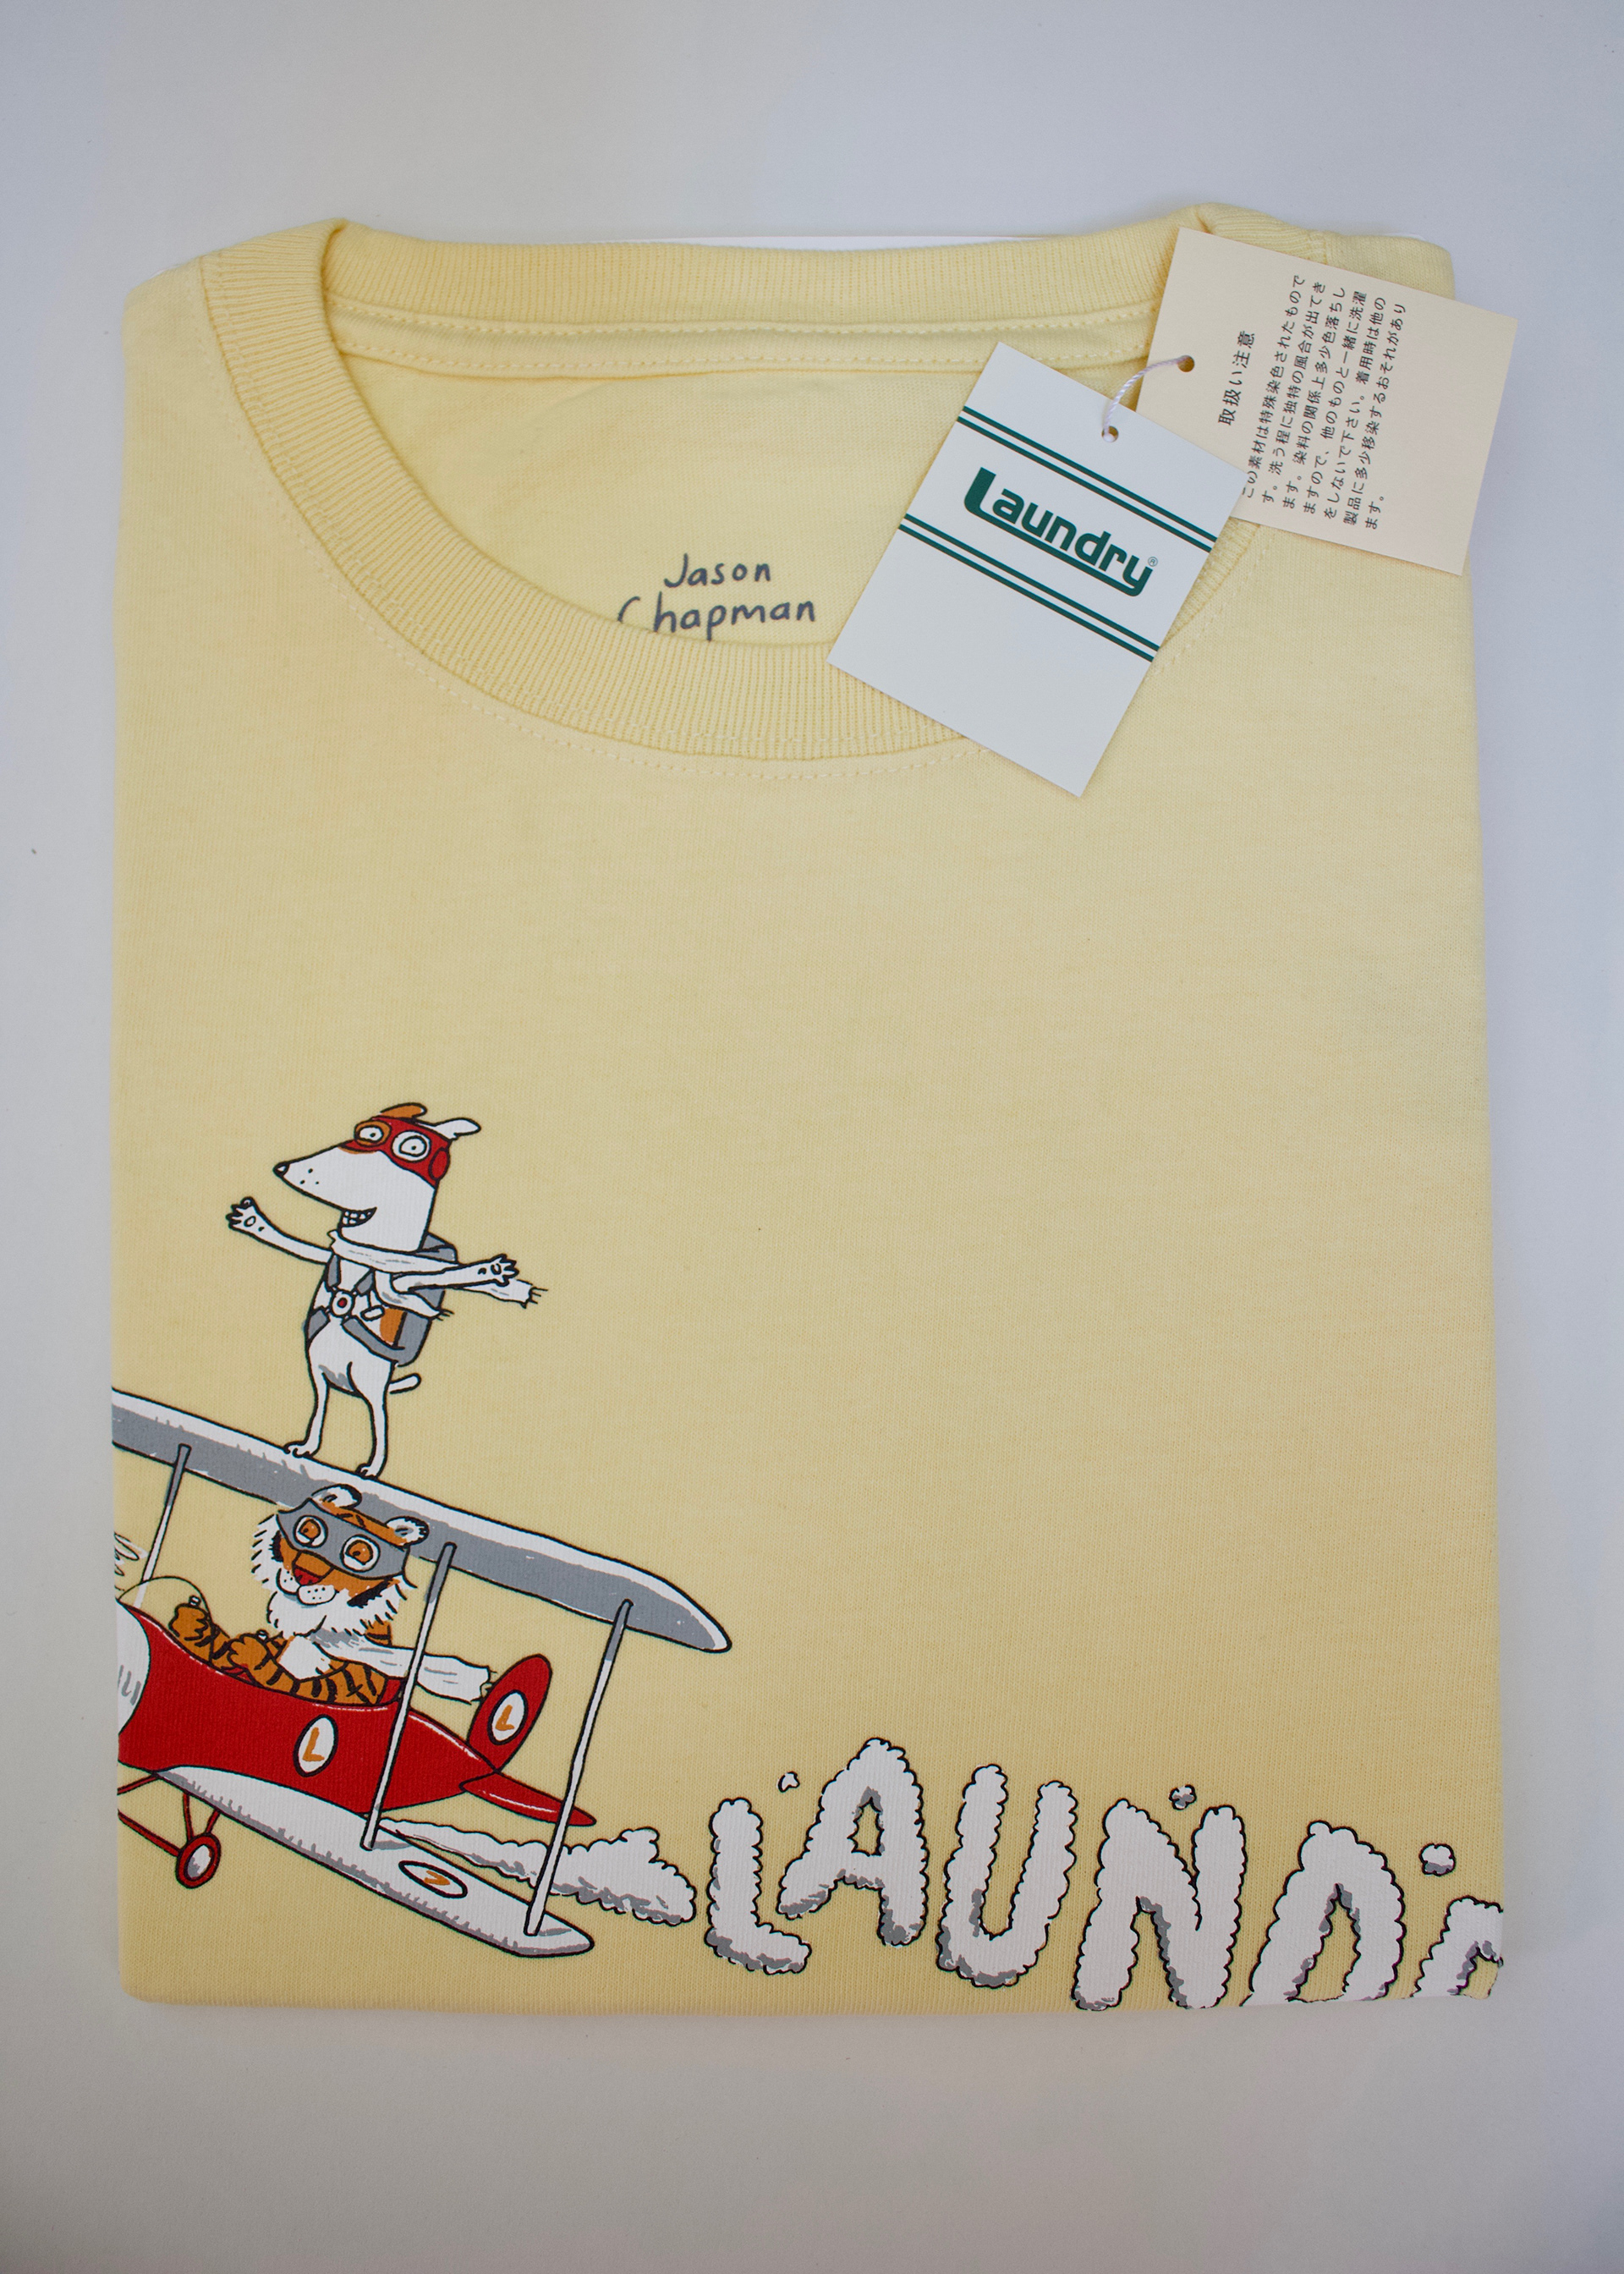 Jason
Chapman
Laundry®
取扱い注意
この素材は特殊染色されたもので
す。洗う程に独特の風合が出てき
ます。染料の関係上多少色落ちし
ますので、他のものと一緒に洗濯
をしないで下さい。着用時は他の
製品に多少移染するおそれがあり
ます。
L
L
LAUND